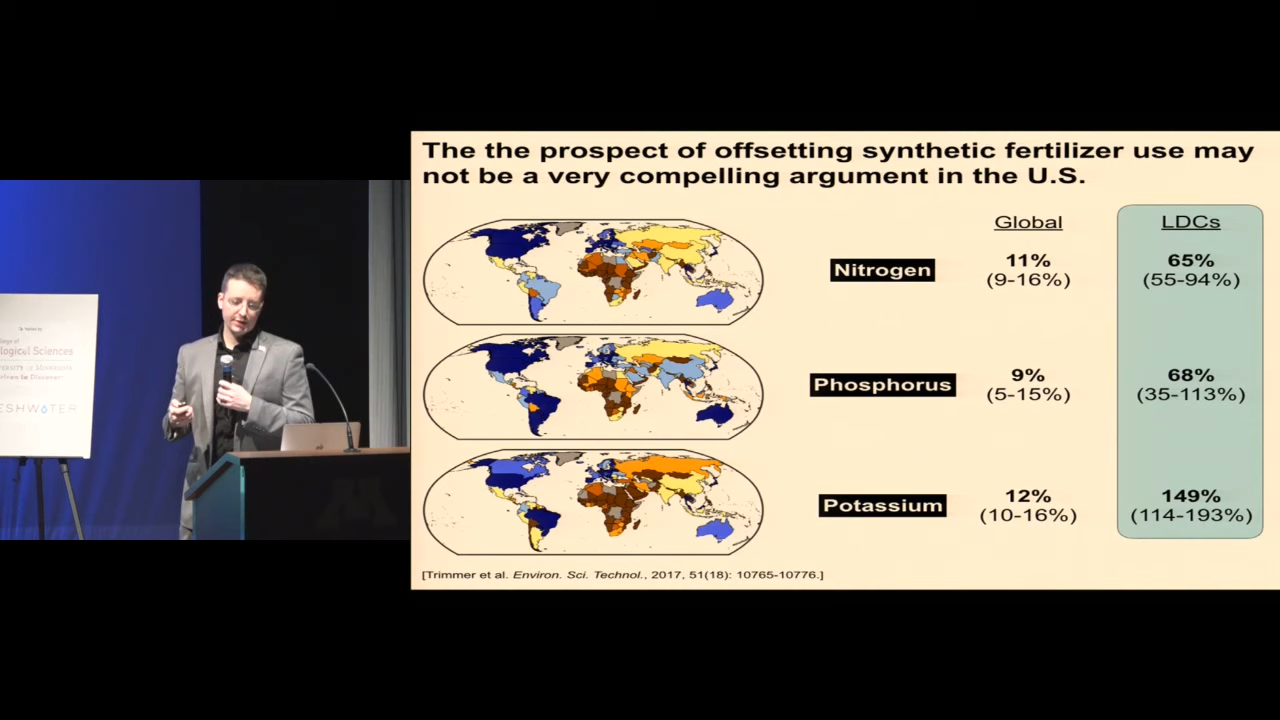 The the prospect of offsetting synthetic fertilizer use may
not be a very compelling argument in the U.S.
Global
LDCs
Nitrogen
11%
65%
(9-16%)
(55-94%)
Phosphorus
9%
68%
(5-15%)
(35-113%)
Potassium
12%
149%
(10-16%)
(114-193%)
[Trimmer et al. Environ. Sci. Technol., 2017, 51(18): 10765-10776.]
logical Sciences
ESHWATER